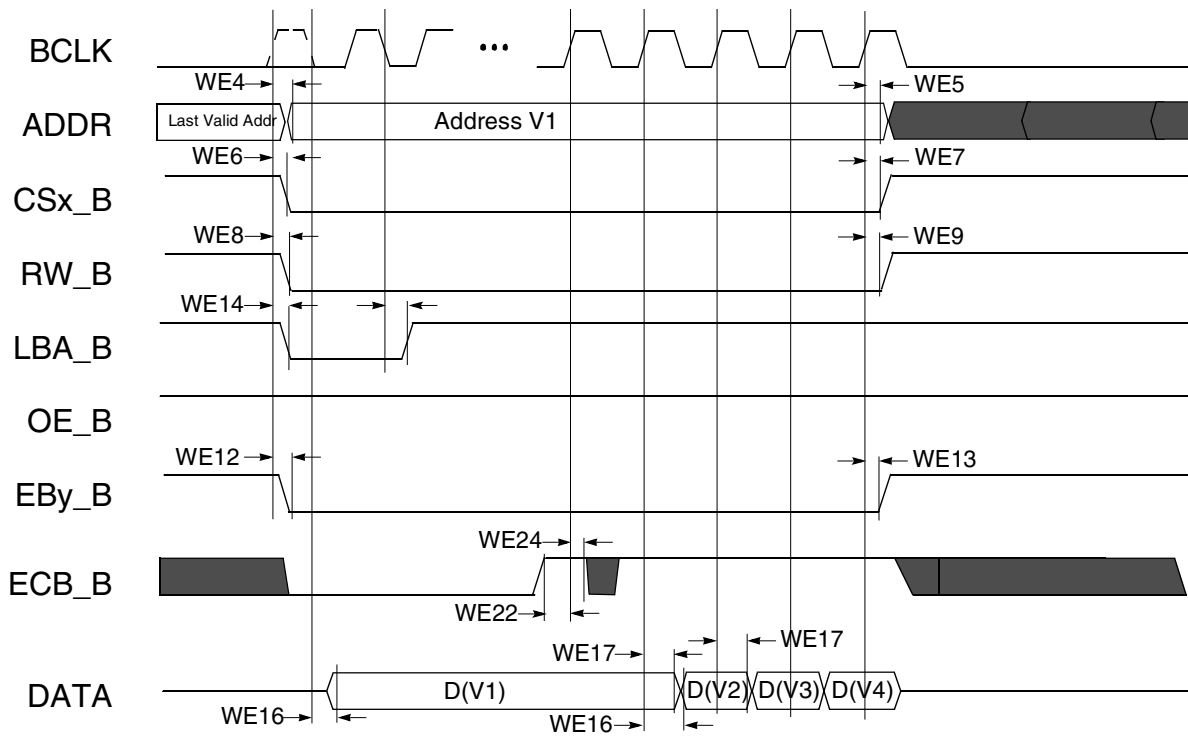 BCLK
•••
WE4
WE5
ADDR
Last Valid Addr
Address V1
WE6
WE7
CSx_B
WE8
WE9
RW_B
WE14
LBA_B
OE_B
WE12
WE13
EBy_B
WE24
ECB_B
WE22
WE17
WE17
DATA
D(V1)
D(V2)
D(V3)
D(V4)
WE16
WE16